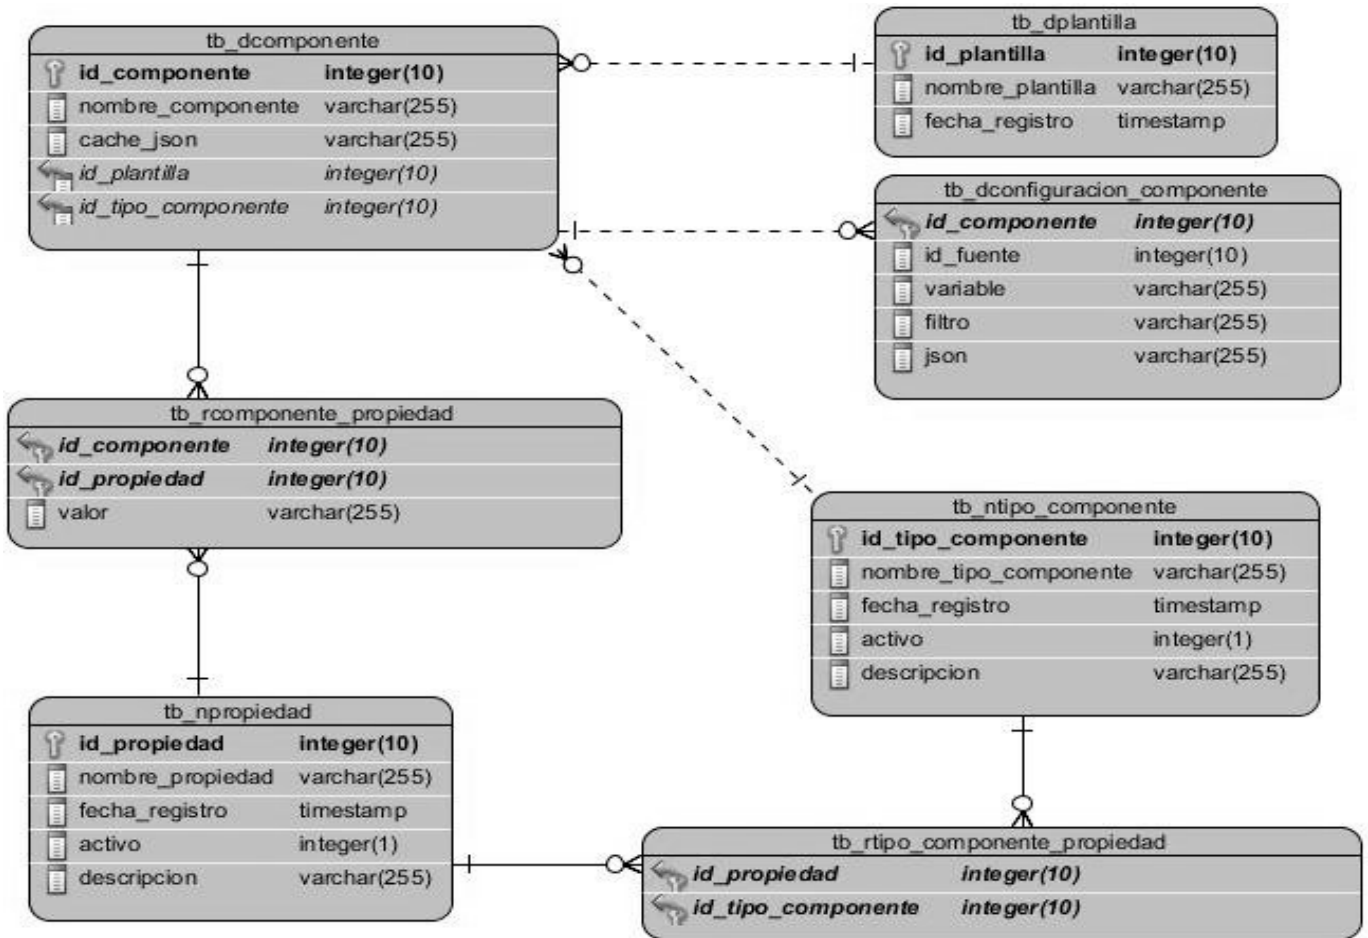 tb_dcomponente
id_componente integer(10)
nombre_componente varchar(255)
cache_json varchar(255)
id_plantilla integer(10)
id_tipo_componente integer(10)
tb_dplantilla
id_plantilla integer(10)
nombre_plantilla varchar(255)
fecha_registro timestamp
tb_dconfiguracion_componente
id_componente integer(10)
id_fuente integer(10)
variable varchar(255)
filtro varchar(255)
json varchar(255)
tb_rcomponente_propiedad
id_componente integer(10)
id_propiedad integer(10)
valor varchar(255)
tb_ntipo_componente
id_tipo_componente integer(10)
nombre_tipo_componente varchar(255)
fecha_registro timestamp
activo integer(1)
descripcion varchar(255)
tb_npropiedad
id_propiedad integer(10)
nombre_propiedad varchar(255)
fecha_registro timestamp
activo integer(1)
descripcion varchar(255)
tb_rtipo_componente_propiedad
id_propiedad integer(10)
id_tipo_componente integer(10)